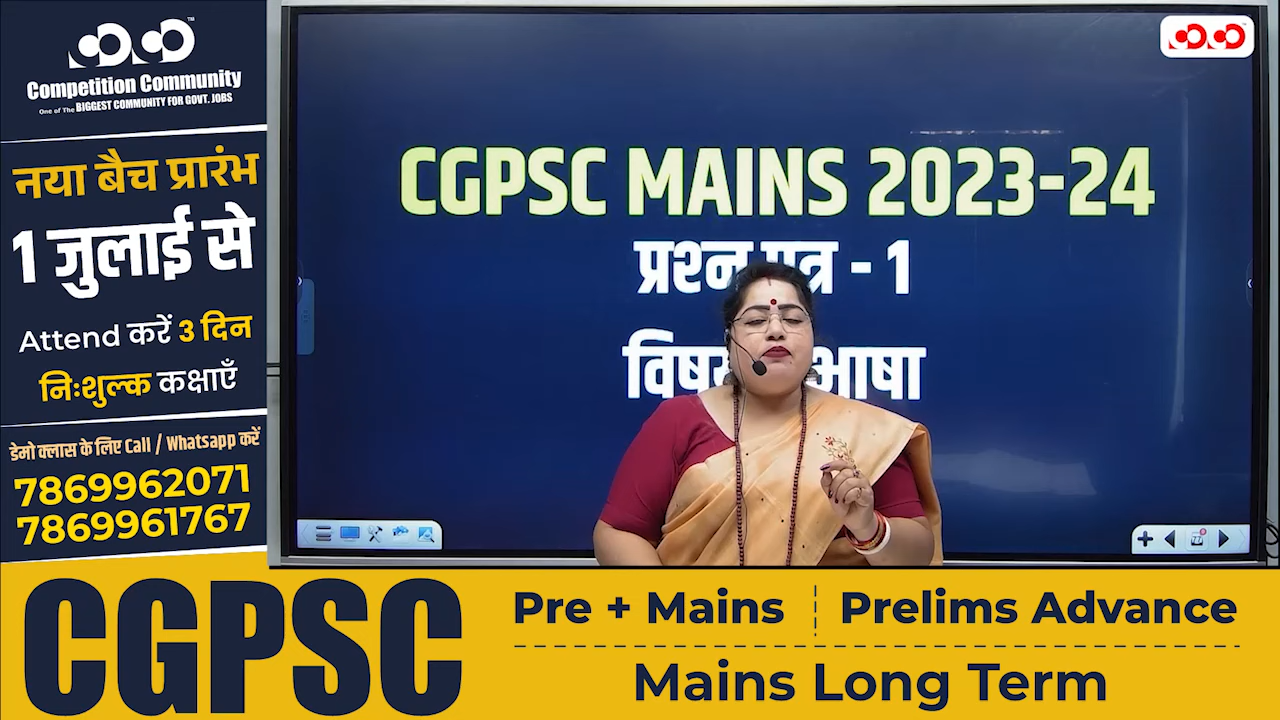 Competition Community
One of The BIGGEST COMMUNITY FOR GOVT. JOBS
नया बैच प्रारंभ
1 जुलाई से
Attend करें 3 दिन
निःशुल्क कक्षाएँ
डेमो क्लास के लिए Call / Whatsapp करें
7869962071
7869961767
CGPSC MAINS 2023-24
प्रश्न पत्र - 1
भाषा
CGPSC
Pre + Mains
Prelims Advance
Mains Long Term